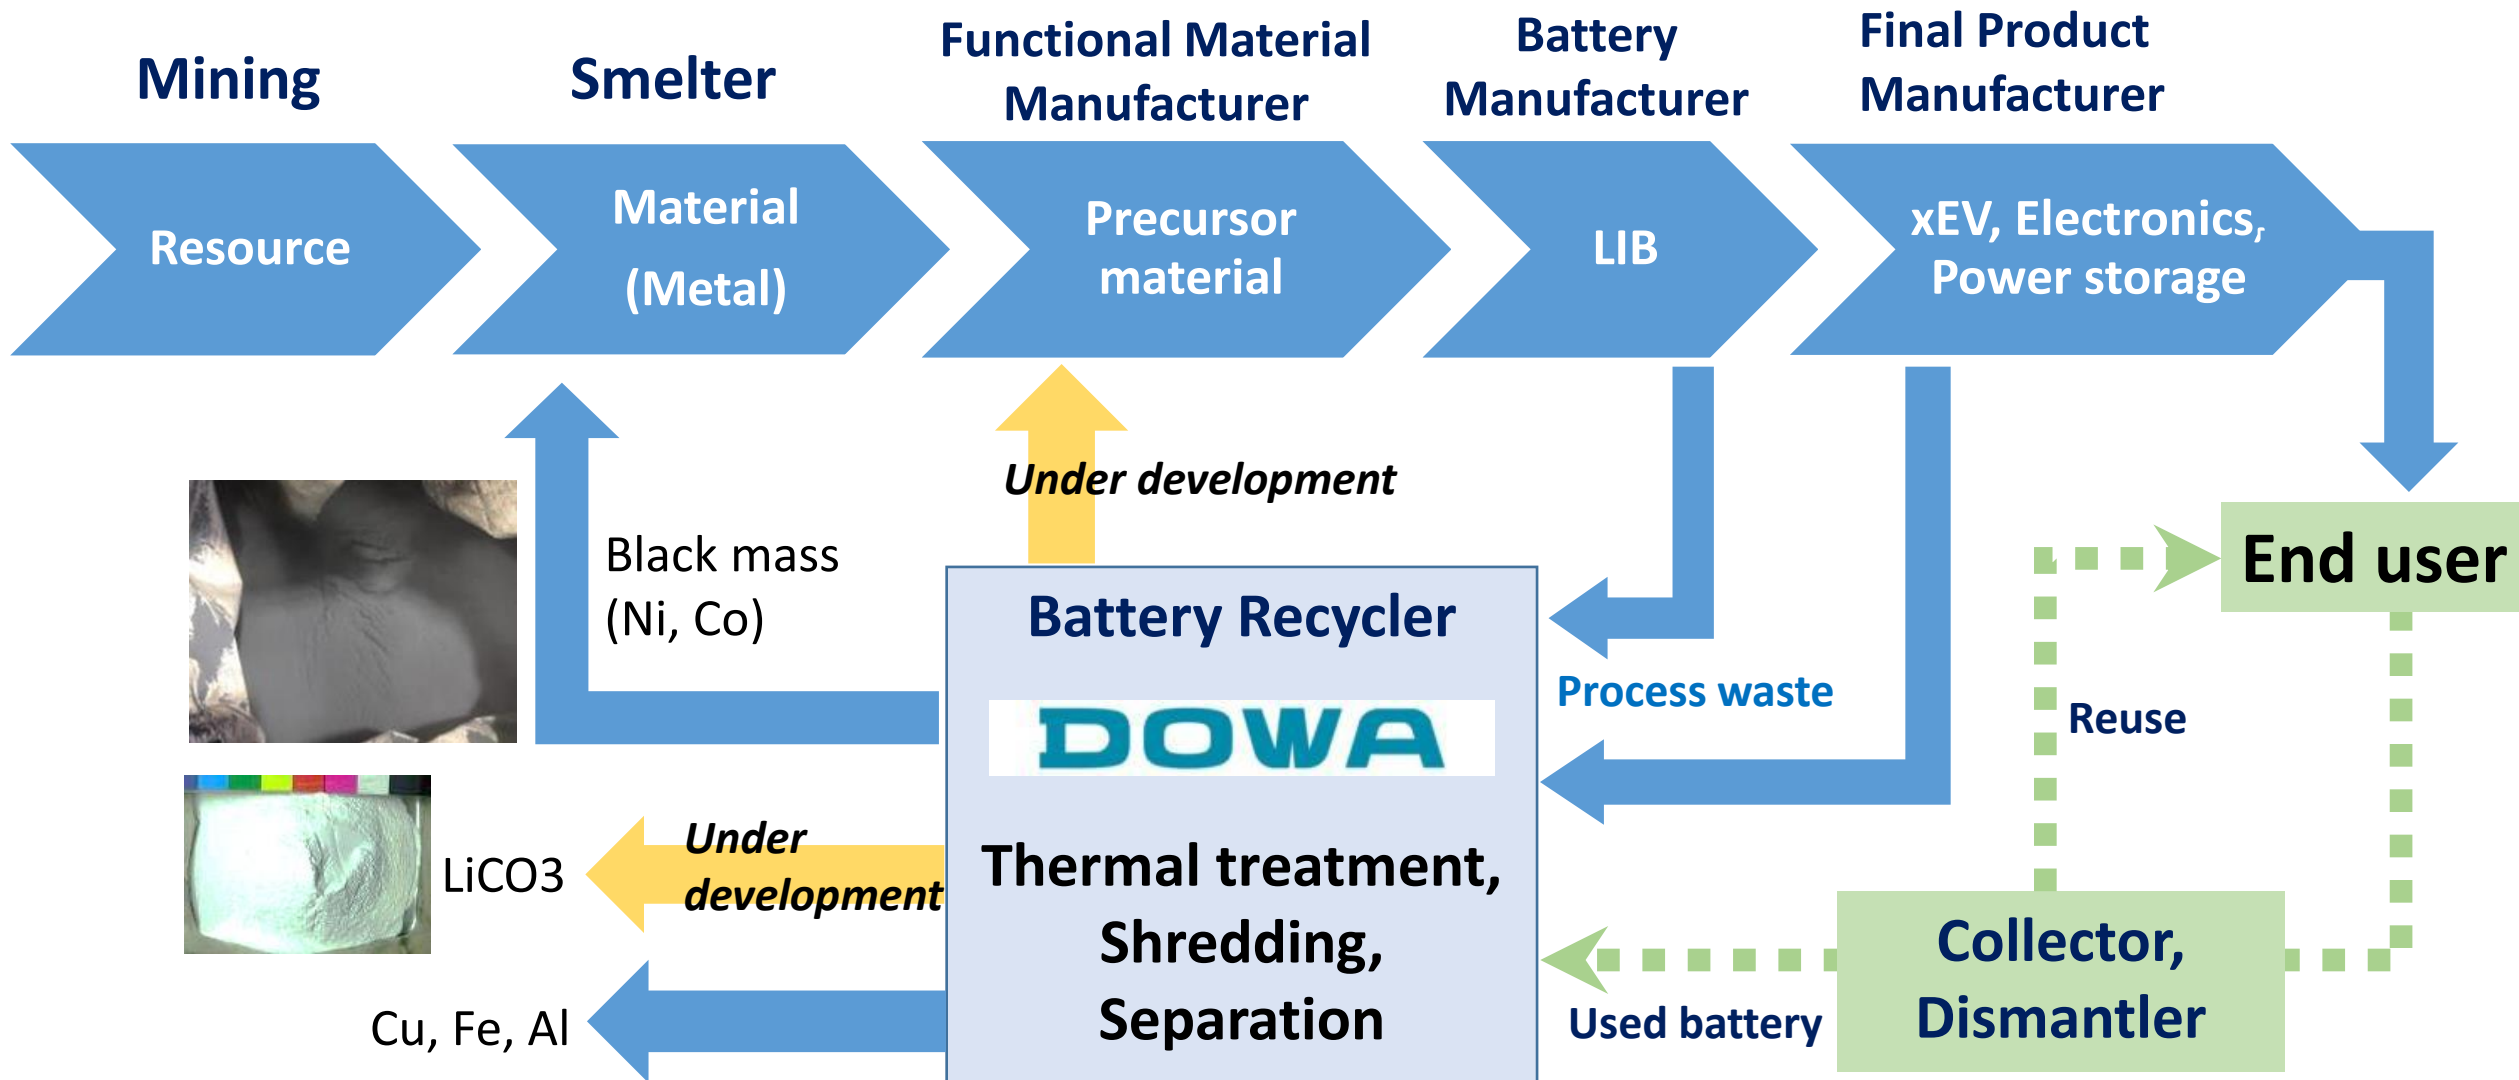 Mining
Smelter
Functional Material
Manufacturer
Battery
Manufacturer
Final Product
Manufacturer
Resource
Material
(Metal)
Precursor
material
LIB
xEV, Electronics,
Power storage
Under development
Black mass
(Ni, Co)
Battery Recycler
DOWA
Thermal treatment,
Shredding,
Separation
Process waste
End user
Reuse
Under
development
LiCO3
Cu, Fe, Al
Used battery
Collector,
Dismantler